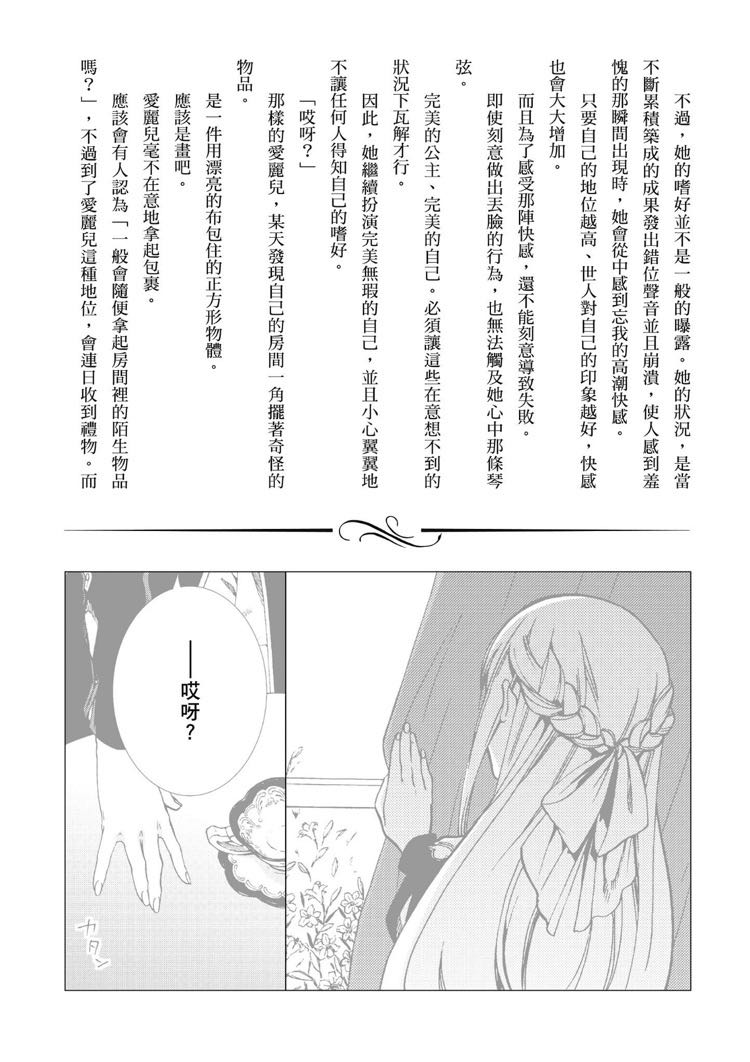 不過，她的嗜好並不是一般的曝露。她的狀況，是當
不斷累積築成的成果發出錯位聲音並且崩潰，使人感到羞
愧的那瞬間出現時，她會從中感到忘我的高潮快感。
只要自己的地位越高、世人對自己的印象越好，快感
也會大大增加。
而且為了感受那陣快感，還不能刻意導致失敗。
即使刻意做出丟臉的行為，也無法觸及她心中那條琴
弦。
完美的公主、完美的自己。必須讓這些在意想不到的
狀況下瓦解才行。
因此，她繼續扮演完美無瑕的自己，並且小心翼翼地
不讓任何人得知自己的嗜好。
「哎呀？」
那樣的愛麗兒，某天發現自己的房間一角擺著奇怪的
物品。
是一件用漂亮的布包住的正方形物體。
應該是畫吧。
愛麗兒毫不在意地拿起包裹。
應該會有人認為「一般會隨便拿起房間裡的陌生物品
嗎？」，不過到了愛麗兒這種地位，會連日收到禮物。而
——哎呀？
カタン